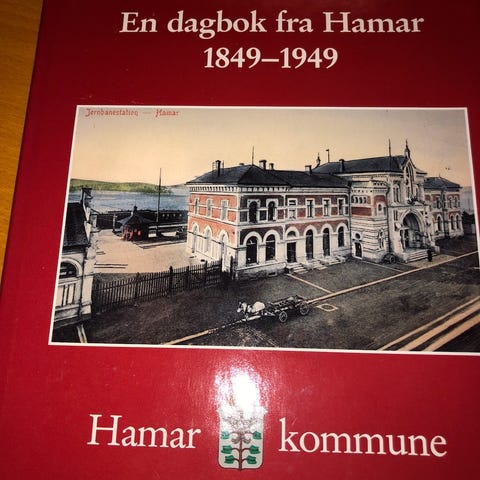 En dagbok fra Hamar
1849–1949
Jernbanestation — Hamar
Hamar kommune